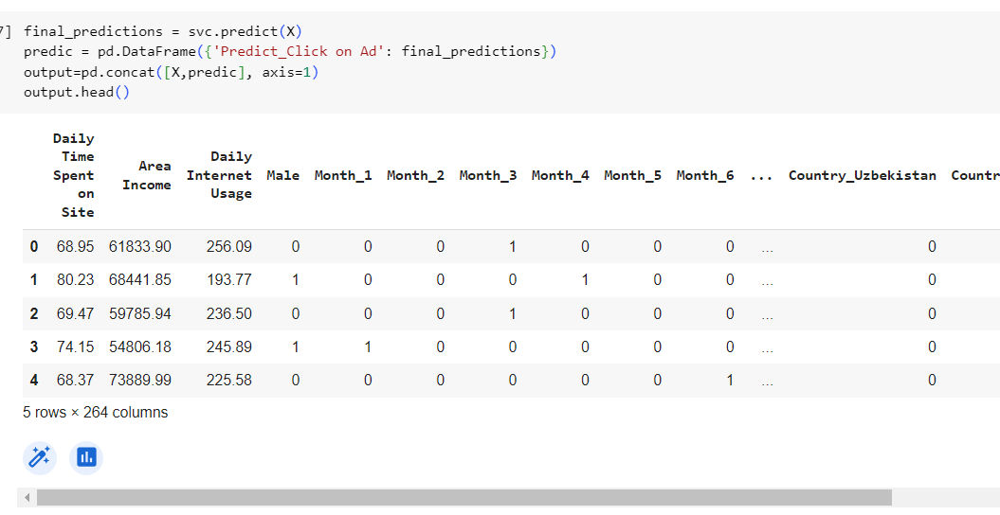 7] final_predictions = svc.predict(X)
predic = pd.DataFrame({'Predict_Click on Ad': final_predictions})
output=pd.concat([X,predic], axis=1)
output.head()
Daily Time Spent on Site Area Income Daily Internet Usage Male Month_1 Month_2 Month_3 Month_4 Month_5 Month_6 ... Country_Uzbekistan Countr
0 68.95 61833.90 256.09 0 0 0 1 0 0 0 ... 0
1 80.23 68441.85 193.77 1 0 0 0 1 0 0 ... 0
2 69.47 59785.94 236.50 0 0 0 1 0 0 0 ... 0
3 74.15 54806.18 245.89 1 1 0 0 0 0 0 ... 0
4 68.37 73889.99 225.58 0 0 0 0 0 0 1 ... 0
5 rows × 264 columns